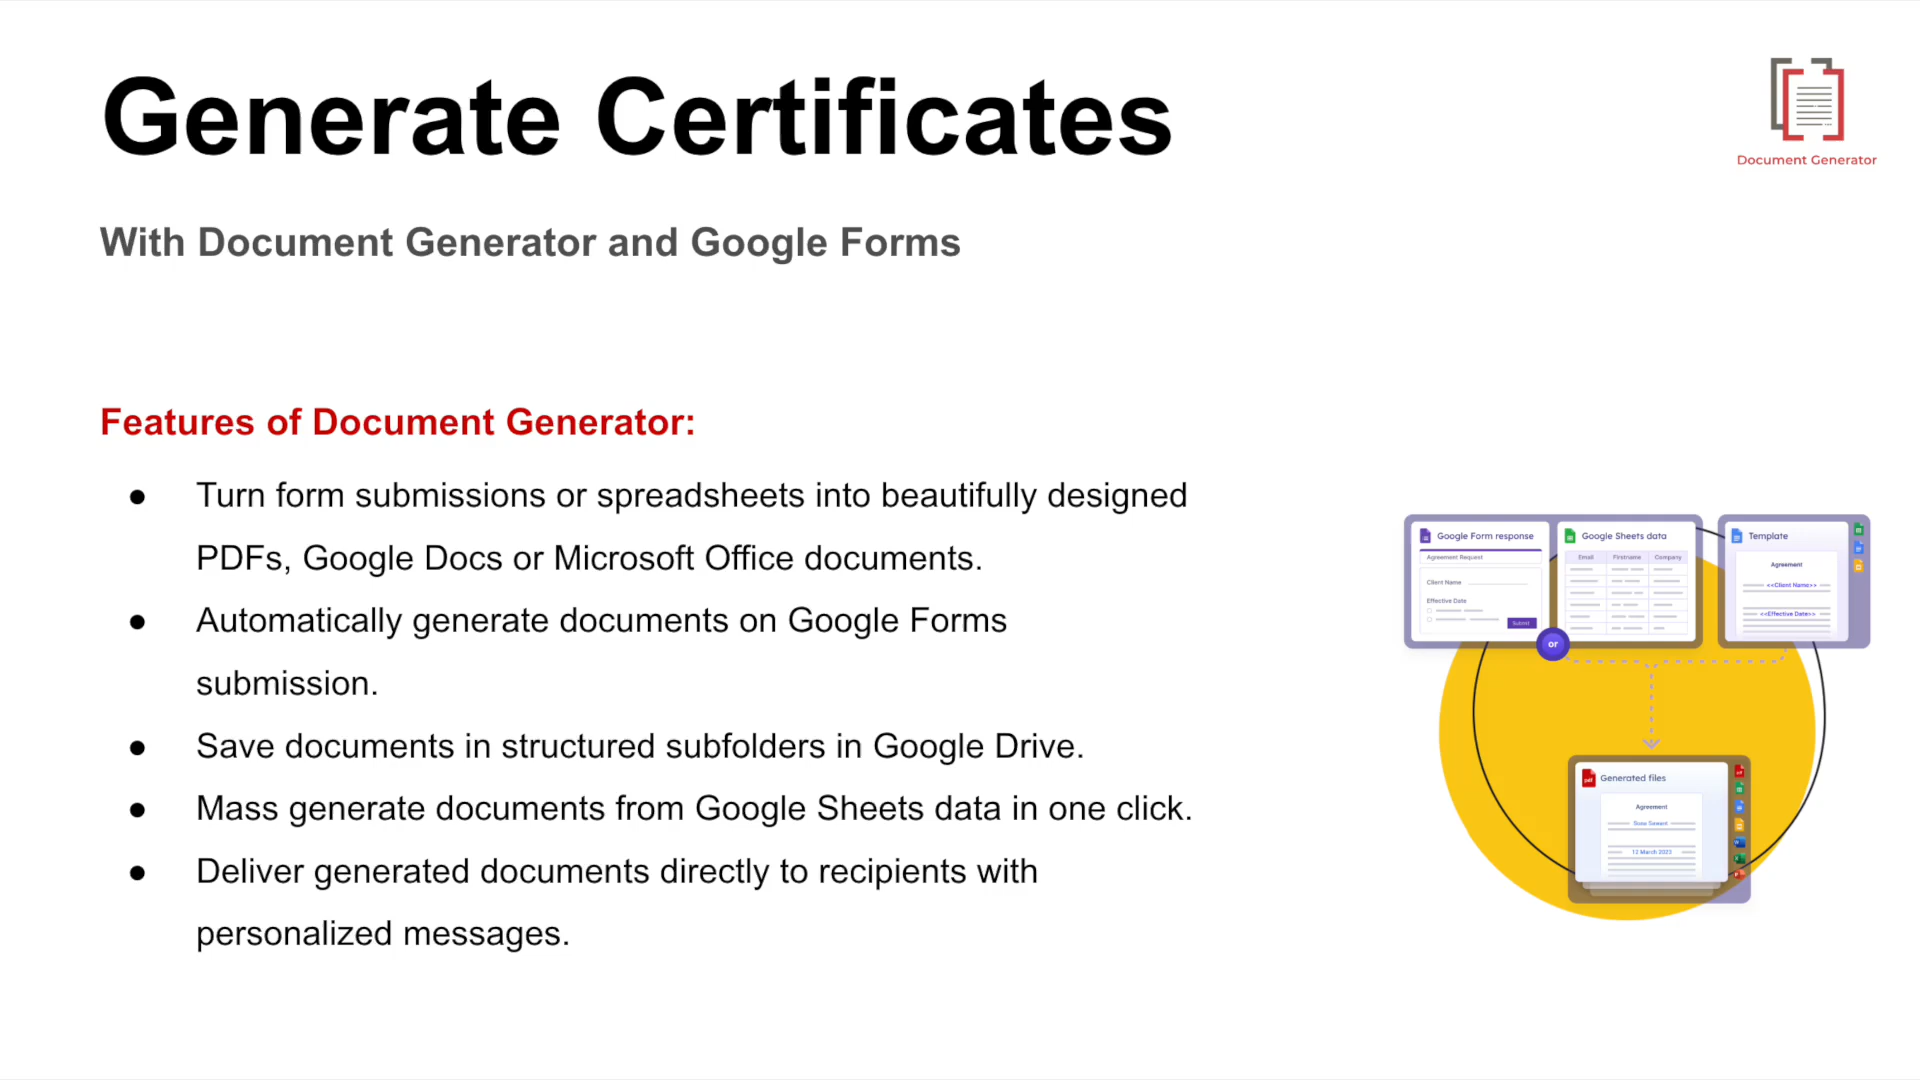 Generate Certificates
Document Generator
With Document Generator and Google Forms
Features of Document Generator:
● Turn form submissions or spreadsheets into beautifully designed
PDFs, Google Docs or Microsoft Office documents.
● Automatically generate documents on Google Forms
submission.
● Save documents in structured subfolders in Google Drive.
● Mass generate documents from Google Sheets data in one click.
● Deliver generated documents directly to recipients with
personalized messages.
Google Form response
Agreement Request
Client Name
Effective Date
Submit
or
Google Sheets data
Email Firstname Company
Template
Agreement
<<Client Name>>
<<Effective Date>>
pdf Generated files
Agreement
12 March 2023